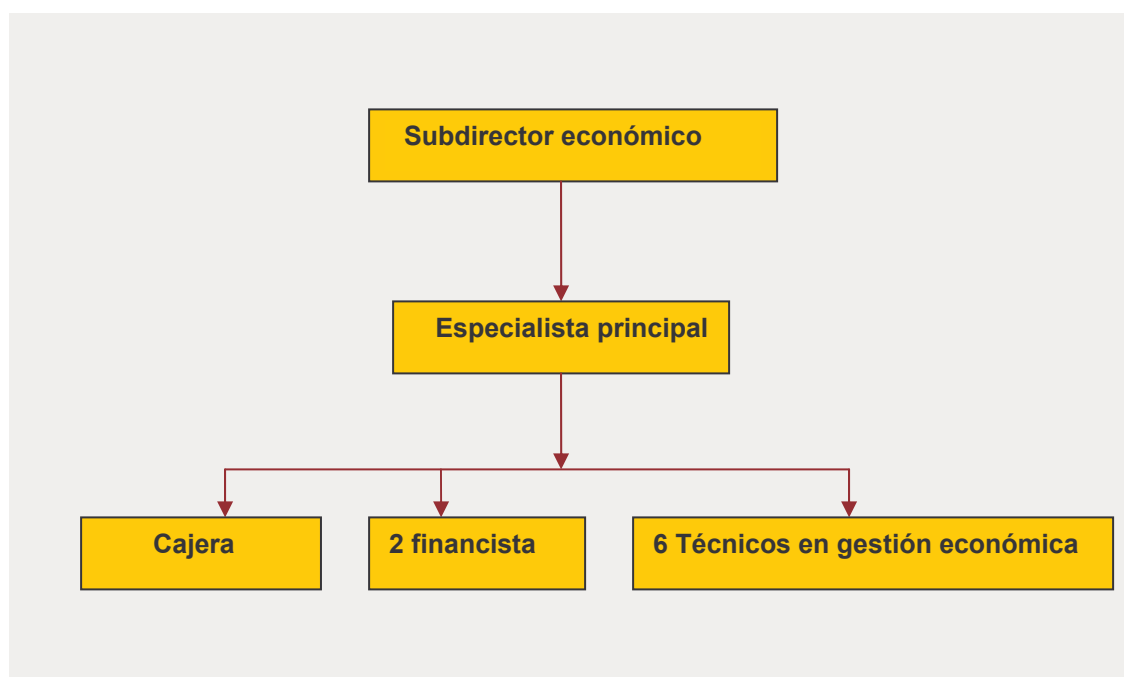 Subdirector económico
Especialista principal
Cajera
2 financista
6 Técnicos en gestión económica